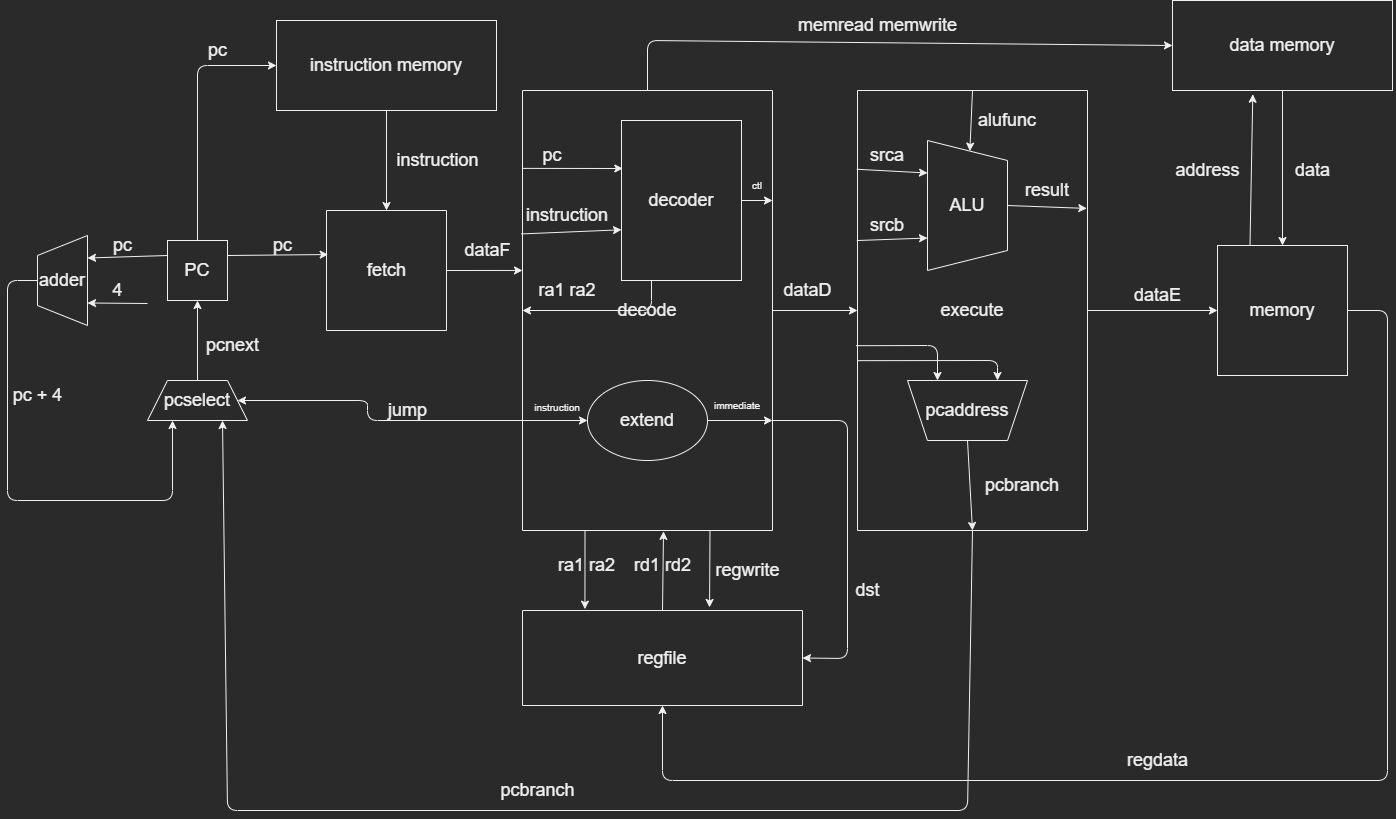 memread memwrite
data memory
pc
instruction memory
alufunc
instruction
pc
srca
address
data
ctl
decoder
result
ALU
instruction
srcb
pc
pc
dataF
PC
fetch
adder
4
ra1 ra2
dataD
dataE
decode
execute
memory
pcnext
pc + 4
pcselect
jump
instruction
immediate
extend
pcaddress
pcbranch
ra1 ra2
rd1 rd2
regwrite
dst
regfile
regdata
pcbranch